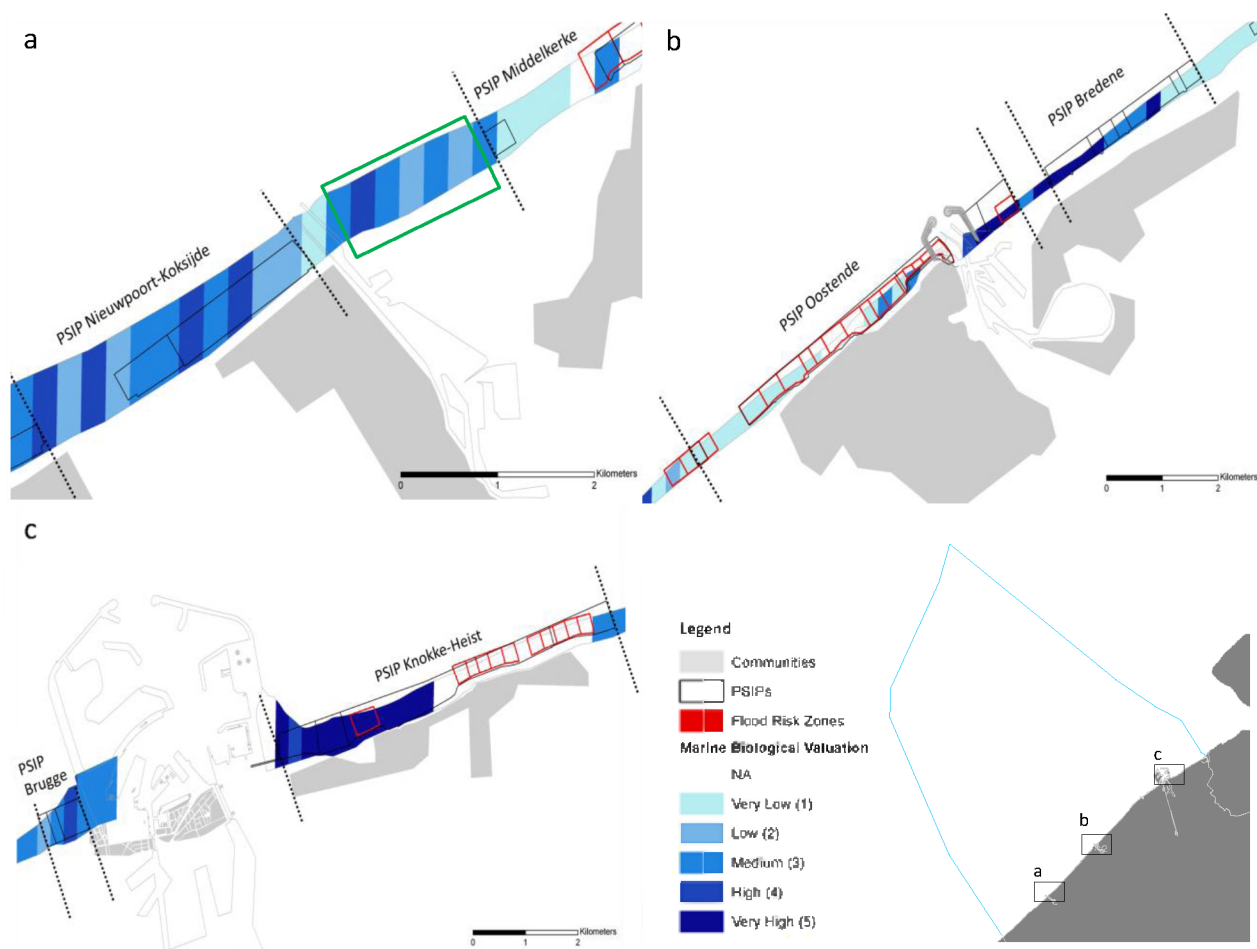 a
PSIP Middelkerke
PSIP Nieuwpoort-Koksijde
0 1 2 Kilometers
b
PSIP Bredene
PSIP Oostende
0 1 2 Kilometers
c
PSIP Knokke-Heist
PSIP
Brugge
0 1 2 Kilometers
Legend
Communities
PSIPs
Flood Risk Zones
Marine Biological Valuation
NA
Very Low (1)
Low (2)
Medium (3)
High (4)
Very High (5)
c
b
a